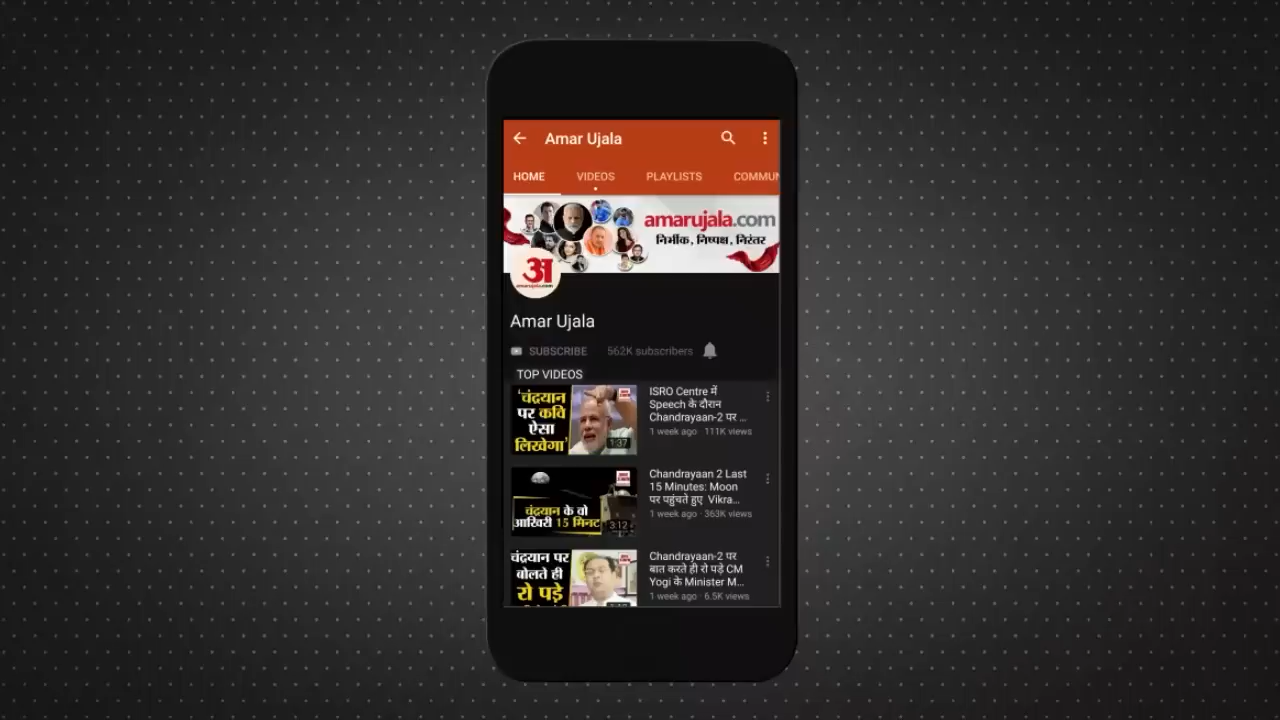 Amar Ujala
HOME VIDEOS PLAYLISTS COMMUN
amarujala.com
निर्भीक, निष्पक्ष, निरंतर
अ
amarujala.com
Amar Ujala
SUBSCRIBE 562K subscribers
TOP VIDEOS
'चंद्रयान
पर कवि
ऐसा
लिखेगा'
1:37
ISRO Centre में
Speech के दौरान
Chandrayaan-2 पर ...
1 week ago · 111K views
चंद्रयान के वो
आखिरी 15 मिनट
3:12
Chandrayaan 2 Last
15 Minutes: Moon
पर पहुंचते हुए Vikra...
1 week ago · 363K views
चंद्रयान पर
बोलते ही
रो पड़े
Chandrayaan-2 पर
बात करते ही रो पड़े CM
Yogi के Minister M...
1 week ago · 6.5K views